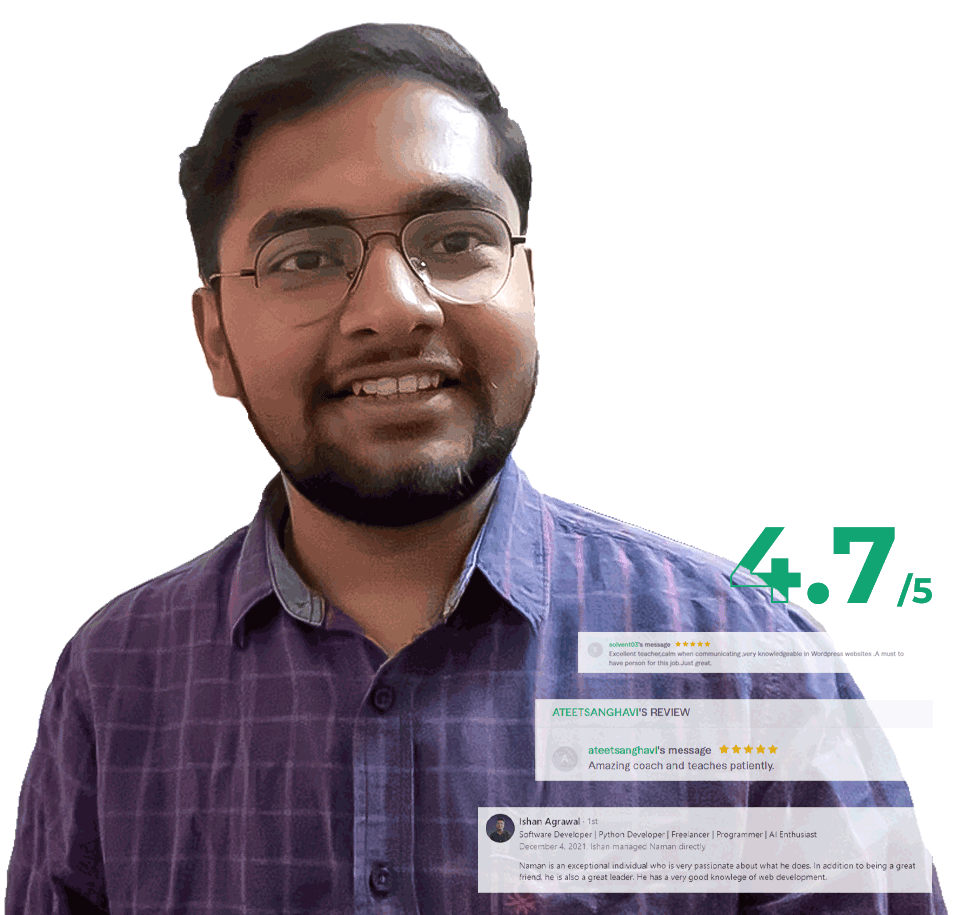 4.7/5
solvent03's message
Excellent teacher,calm when communicating ,very knowledgeable in Wordpress websites .A must to
have person for this job.Just great.
ATEETSANGHAVI'S REVIEW
ateetsanghavi's message
Amazing coach and teaches patiently.
Ishan Agrawal · 1st
Software Developer | Python Developer | Freelancer | Programmer | AI Enthusiast
December 4, 2021, Ishan managed Naman directly
Naman is an exceptional individual who is very passionate about what he does. In addition to being a great
friend, he is also a great leader. He has a very good knowlege of web development.